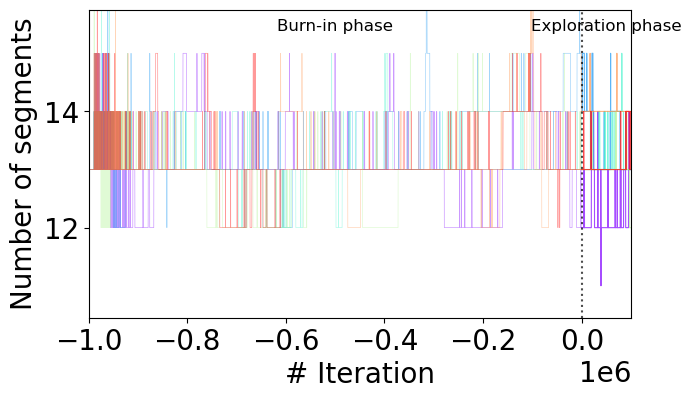 Burn-in phase
Exploration phase
Number of segments
14
12
−1.0
−0.8
−0.6
−0.4
−0.2
0.0
# Iteration
1e6